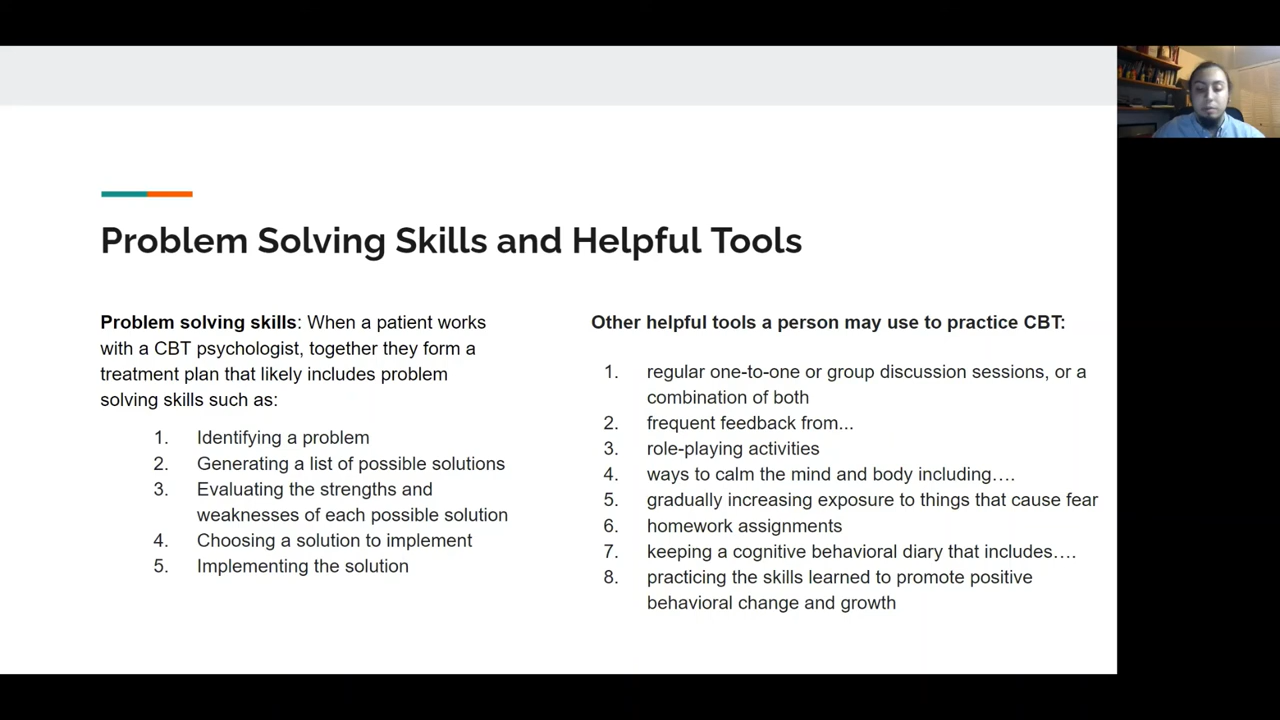 Problem Solving Skills and Helpful Tools
Problem solving skills: When a patient works
with a CBT psychologist, together they form a
treatment plan that likely includes problem
solving skills such as:
1. Identifying a problem
2. Generating a list of possible solutions
3. Evaluating the strengths and
weaknesses of each possible solution
4. Choosing a solution to implement
5. Implementing the solution
Other helpful tools a person may use to practice CBT:
1. regular one-to-one or group discussion sessions, or a
combination of both
2. frequent feedback from...
3. role-playing activities
4. ways to calm the mind and body including….
5. gradually increasing exposure to things that cause fear
6. homework assignments
7. keeping a cognitive behavioral diary that includes….
8. practicing the skills learned to promote positive
behavioral change and growth